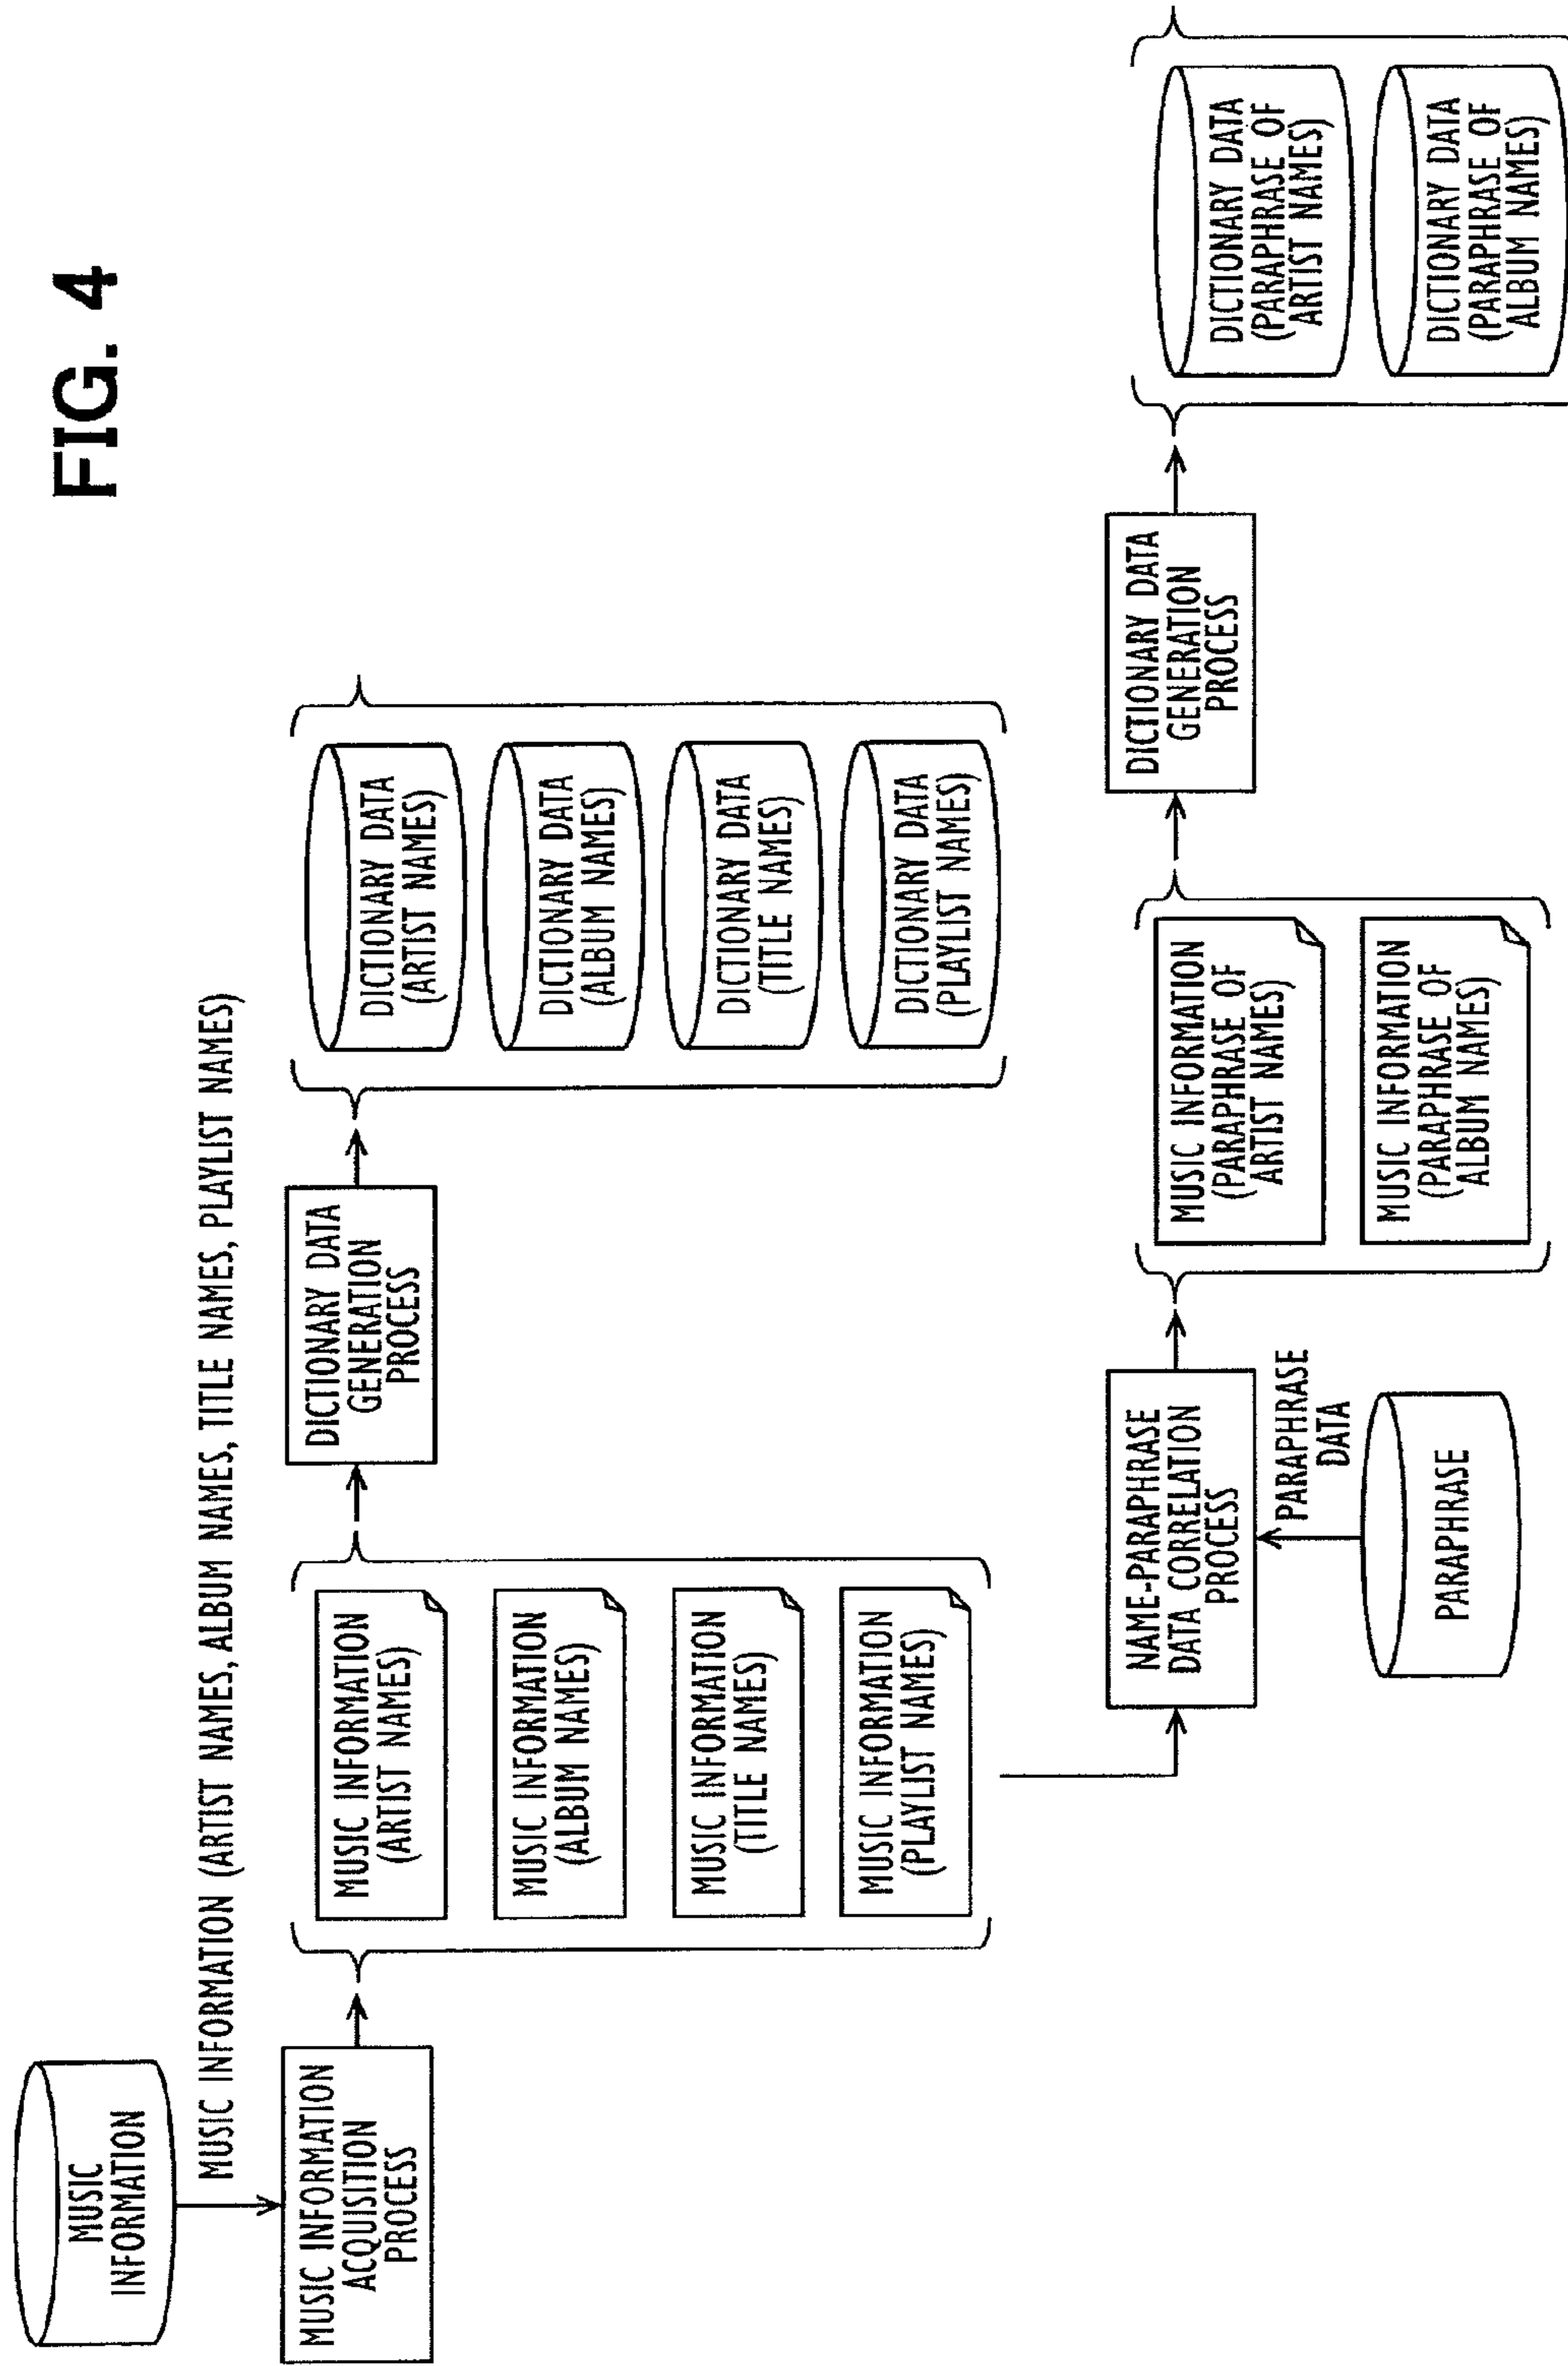 FIG. 4
MUSIC
INFORMATION
MUSIC INFORMATION (ARTIST NAMES, ALBUM NAMES, TITLE NAMES, PLAYLIST NAMES)
MUSIC INFORMATION
ACQUISITION
PROCESS
MUSIC INFORMATION
(ARTIST NAMES)
MUSIC INFORMATION
(ALBUM NAMES)
MUSIC INFORMATION
(TITLE NAMES)
MUSIC INFORMATION
(PLAYLIST NAMES)
DICTIONARY DATA
GENERATION
PROCESS
DICTIONARY DATA
(ARTIST NAMES)
DICTIONARY DATA
(ALBUM NAMES)
DICTIONARY DATA
(TITLE NAMES)
DICTIONARY DATA
(PLAYLIST NAMES)
NAME-PARAPHRASE
DATA CORRELATION
PROCESS
PARAPHRASE
DATA
PARAPHRASE
MUSIC INFORMATION
(PARAPHRASE OF
ARTIST NAMES)
MUSIC INFORMATION
(PARAPHRASE OF
ALBUM NAMES)
DICTIONARY DATA
GENERATION
PROCESS
DICTIONARY DATA
(PARAPHRASE OF
ARTIST NAMES)
DICTIONARY DATA
(PARAPHRASE OF
ALBUM NAMES)